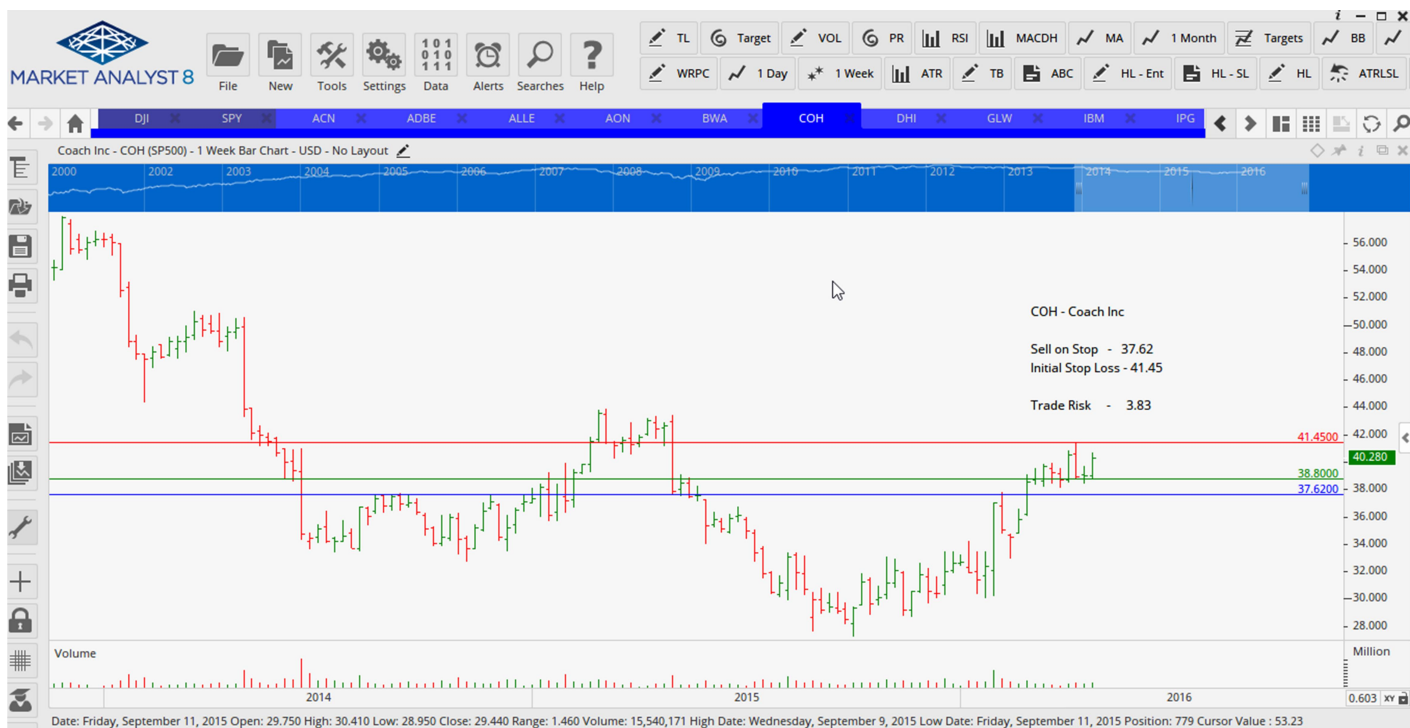 i
TL Target VOL PR RSI MACDH MA 1 Month Targets BB
MARKET ANALYST 8
101
010
111
?
File New Tools Settings Data Alerts Searches Help
WRPC 1 Day 1 Week ATR TB ABC HL - Ent HL - SL HL ATRLSL
DJI SPY ACN ADBE ALLE AON BWA COH DHI GLW IBM IPG
Coach Inc - COH (SP500) - 1 Week Bar Chart - USD - No Layout
2000 2002 2003 2004 2005 2006 2007 2008 2009 2010 2011 2012 2013 2014 2015 2016
56.000
54.000
52.000
COH - Coach Inc
50.000
Sell on Stop - 37.62
48.000
Initial Stop Loss - 41.45
46.000
Trade Risk - 3.83
44.000
41.4500 42.000
40.280
38.8000
37.6200 38.000
36.000
34.000
32.000
30.000
28.000
Volume Million
2014 2015 2016 0.603 XY
Date: Friday, September 11, 2015 Open: 29.750 High: 30.410 Low: 28.950 Close: 29.440 Range: 1.460 Volume: 15,540,171 High Date: Wednesday, September 9, 2015 Low Date: Friday, September 11, 2015 Position: 779 Cursor Value : 53.23